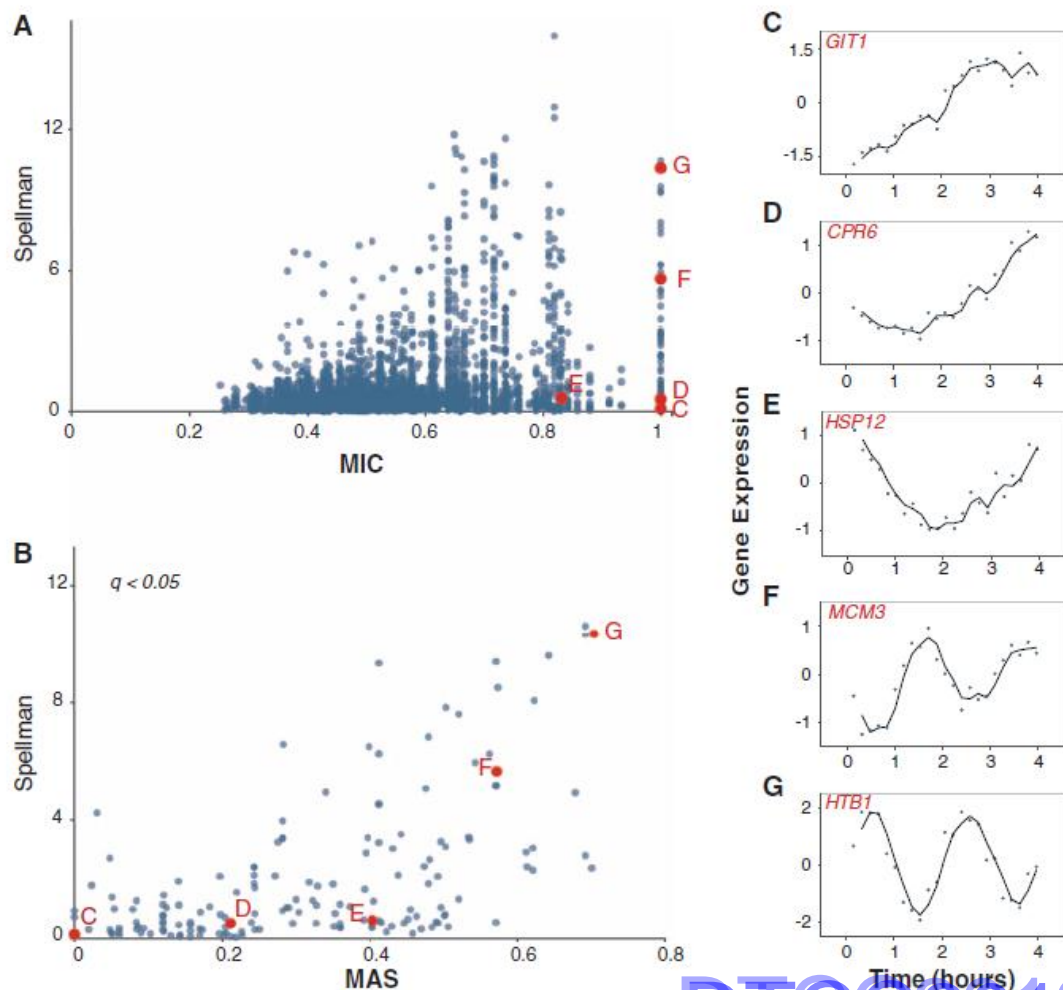 A
Spellman
12
6
0
G
F
E
D
C
0
0.2
0.4
0.6
0.8
1
MIC
B
q < 0.05
Spellman
12
8
4
0
G
F
E
D
C
0
0.2
0.4
0.6
0.8
MAS
Gene Expression
C
GIT1
1.5
0
-1.5
0 1 2 3 4
D
CPR6
1
0
-1
0 1 2 3 4
E
HSP12
1
0
-1
0 1 2 3 4
F
MCM3
1
0
-1
0 1 2 3 4
G
HTB1
2
0
-2
0 1 2 3 4
Time (hours)